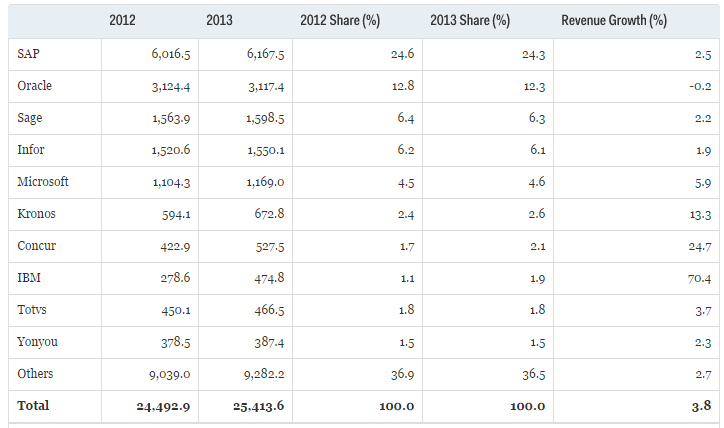 2012 2013 2012 Share (%) 2013 Share (%) Revenue Growth (%)
SAP 6,016.5 6,167.5 24.6 24.3 2.5
Oracle 3,124.4 3,117.4 12.8 12.3 -0.2
Sage 1,563.9 1,598.5 6.4 6.3 2.2
Infor 1,520.6 1,550.1 6.2 6.1 1.9
Microsoft 1,104.3 1,169.0 4.5 4.6 5.9
Kronos 594.1 672.8 2.4 2.6 13.3
Concur 422.9 527.5 1.7 2.1 24.7
IBM 278.6 474.8 1.1 1.9 70.4
Totvs 450.1 466.5 1.8 1.8 3.7
Yonyou 378.5 387.4 1.5 1.5 2.3
Others 9,039.0 9,282.2 36.9 36.5 2.7
Total 24,492.9 25,413.6 100.0 100.0 3.8